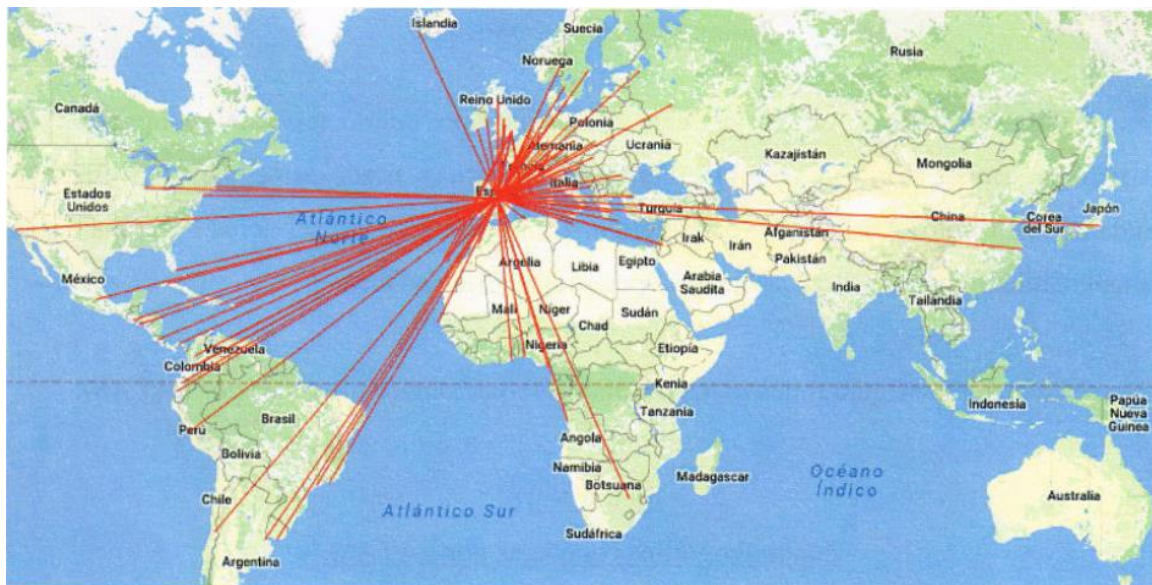 Islandia
Suecia
Rusia
Noruega
Canadá
Reino Unido
Polonia
Alemania
Ucrania
Kazajistán
Mongolia
Italia
Estados
Unidos
Atlántico
Norte
Turquía
China
Corea
del Sur
Japón
Afganistán
Irak
Irán
Pakistán
México
Argelia
Libia
Egipto
Arabia
Saudita
India
Tailandia
Malí
Níger
Chad
Sudán
Nigeria
Etiopía
Venezuela
Colombia
Kenia
Indonesia
Papúa
Nueva
Guinea
Tanzania
Brasil
Perú
Angola
Bolivia
Namibia
Botsuana
Madagascar
Océano
Índico
Chile
Australia
Atlántico Sur
Sudáfrica
Argentina